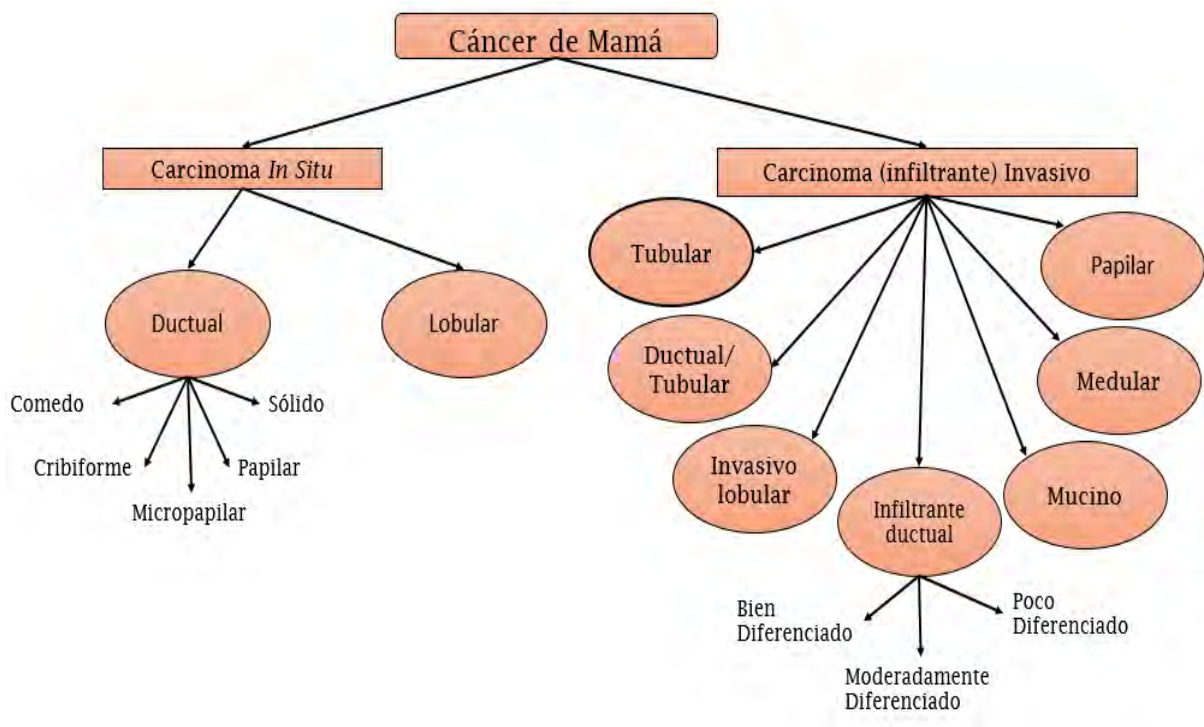 Cáncer de Mamá
Carcinoma In Situ
Carcinoma (infiltrante) Invasivo
Ductual
Lobular
Comedo
Cribiforme
Micropapilar
Papilar
Sólido
Tubular
Ductual/
Tubular
Invasivo
lobular
Infiltrante
ductual
Mucino
Medular
Papilar
Bien
Diferenciado
Moderadamente
Diferenciado
Poco
Diferenciado